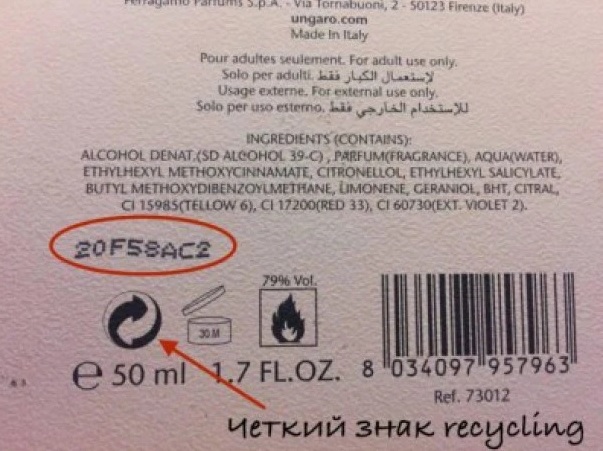 Ferragamo Parfums S.p.A. - Via Tornabuoni, 2 - 50123 Firenze (Italy)
ungaro.com
Made in Italy
Pour adultes seulement. For adult use only.
Solo per adulti. لإستعمال الكبار فقط
Usage externe. For external use only.
Solo per uso esterno. للاستخدام الخارجي فقط
INGREDIENTS (CONTAINS):
ALCOHOL DENAT.(SD ALGOHOL 39-C) , PARFUM(FRAGRANCE), AQUA(WATER),
ETHYLHEXYL METHOXYCINNAMATE, CITRONELLOL, ETHYLHEXYL SALICYLATE,
BUTYL METHOXYDIBENZOYLMETHANE, LIMONENE, GERANIOL, BHT, CITRAL,
CI 15985(TELLOW 6), CI 17200(RED 33), CI 60730(EXT. VIOLET 2).
20F58AC2
79% Vol.
30 M
e 50 ml 1.7 FL.OZ.
8 034097 957963
Ref. 73012
Четкий знак recycling